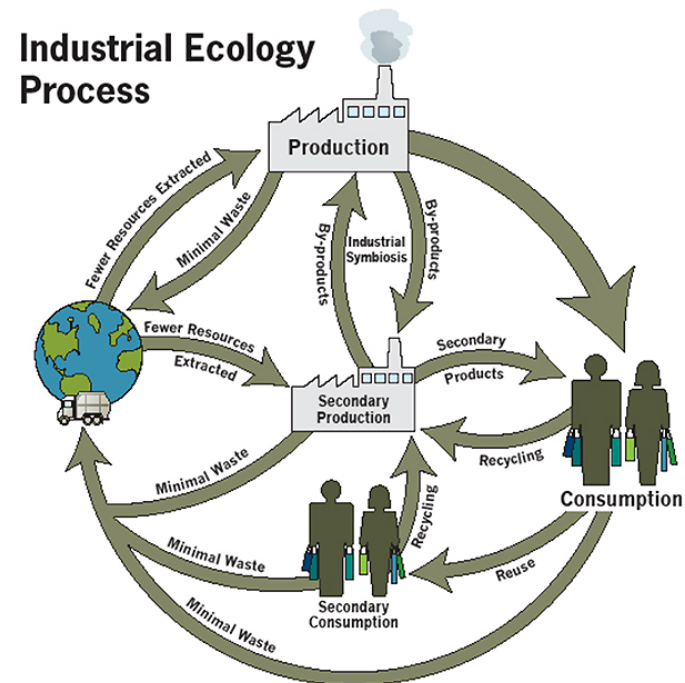 Industrial Ecology
Process
Production
Fewer Resources Extracted
Minimal Waste
By-products
Industrial
Symbiosis
By-products
Fewer Resources
Extracted
Secondary
Products
Secondary
Production
Recycling
Minimal Waste
Consumption
Recycling
Minimal Waste
Reuse
Secondary
Consumption
Minimal Waste